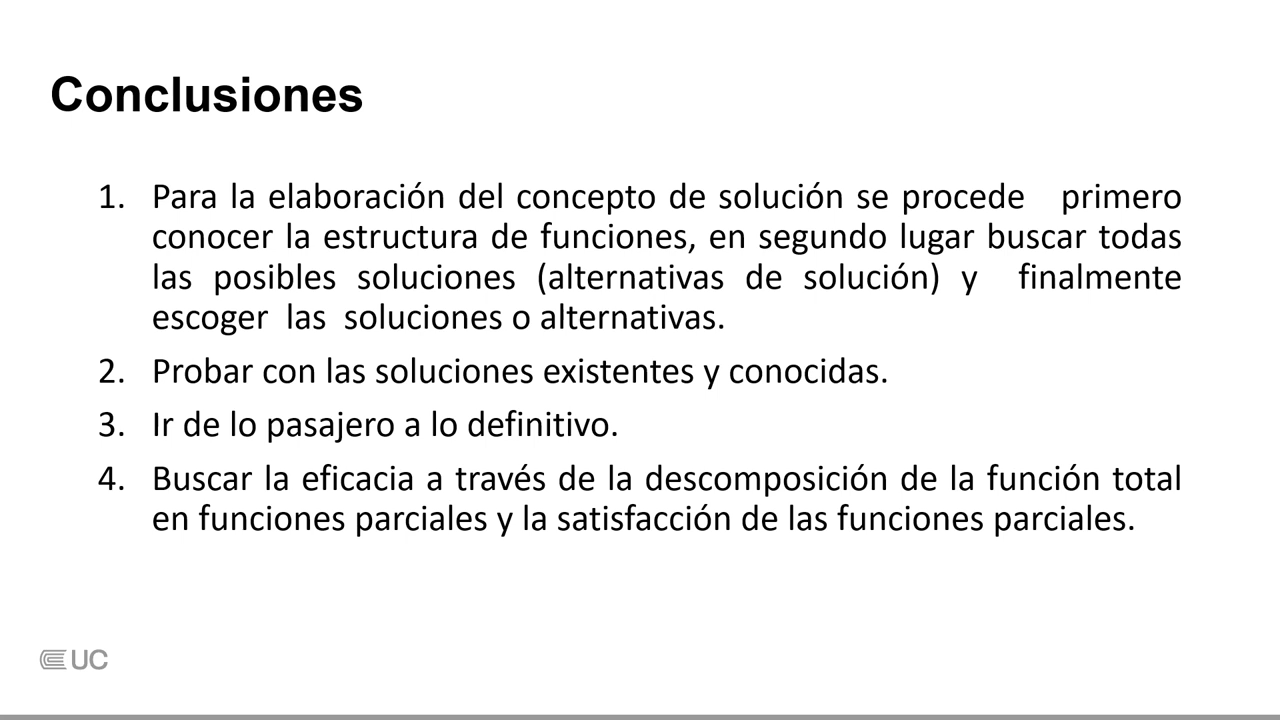 Conclusiones
1. Para la elaboración del concepto de solución se procede primero
conocer la estructura de funciones, en segundo lugar buscar todas
las posibles soluciones (alternativas de solución) y finalmente
escoger las soluciones o alternativas.
2. Probar con las soluciones existentes y conocidas.
3. Ir de lo pasajero a lo definitivo.
4. Buscar la eficacia a través de la descomposición de la función total
en funciones parciales y la satisfacción de las funciones parciales.
UC